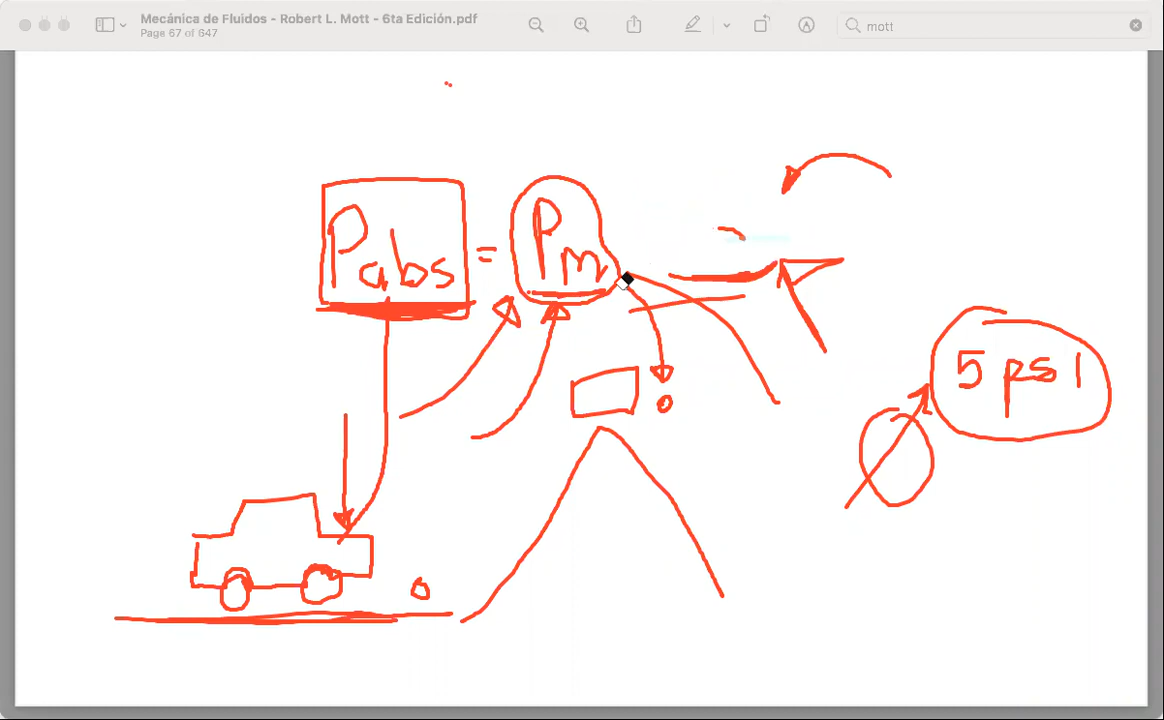 Mecánica de Fluidos - Robert L. Mott - 6ta Edición.pdf
Page 67 of 647
mott
Pabs = Pm
5 psi